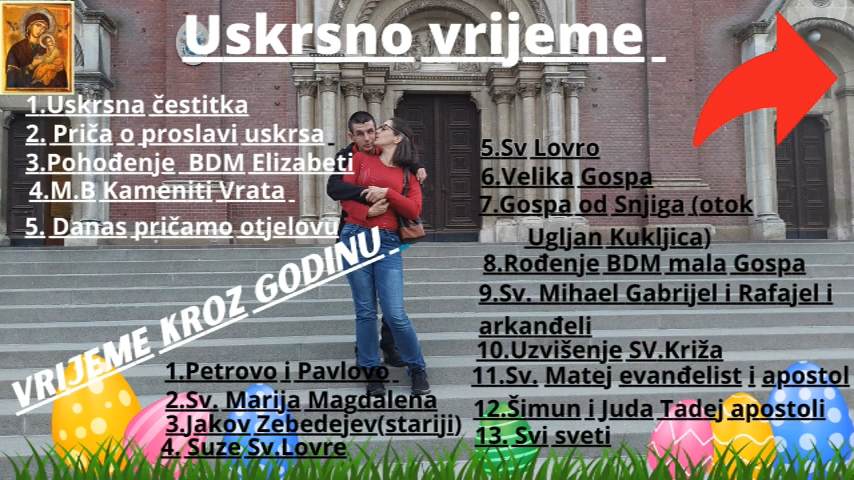 Uskrsno vrijeme
1.Uskrsna čestitka
2. Priča o proslavi uskrsa
3.Pohođenje BDM Elizabeti
4.M.B Kameniti Vrata
5. Danas pričamo otjelovu
VRIJEME KROZ GODINU -
1.Petrovo i Pavlovo
2.Sv. Marija Magdalena
3.Jakov Zebedejev(stariji)
4. Suze Sv.Lovre
5.Sv Lovro
6.Velika Gospa
7.Gospa od Snjiga (otok
Ugljan Kukljica)
8.Rođenje BDM mala Gospa
9.Sv. Mihael Gabrijel i Rafajel i
arkanđeli
10.Uzvišenje SV.Križa
11.Sv. Matej evanđelist i apostol
12.Šimun i Juda Tadej apostoli
13. Svi sveti